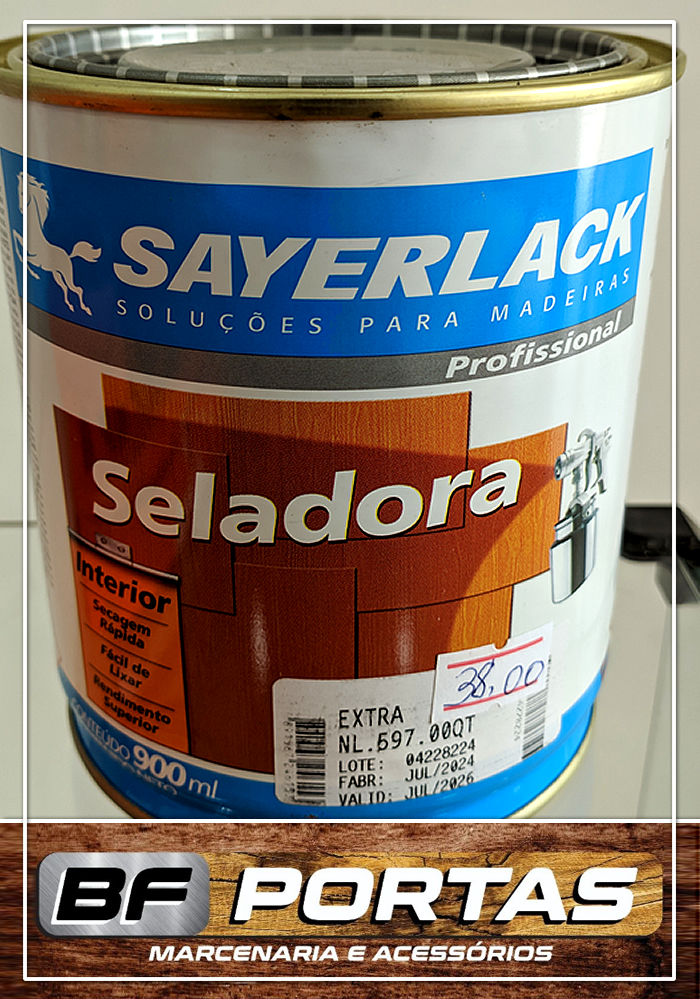 SAYERLACK
SOLUÇÕES PARA MADEIRAS
Profissional
Seladora
Interior
Secagem
Rápida
Fácil de
Lixar
Rendimento
Superior
CONTEÚDO 900 ml
38,00
EXTRA
NL.597.00QT
LOTE: 04228224
FABR: JUL/2024
VALID: JUL/2026
BF PORTAS
MARCENARIA E ACESSÓRIOS